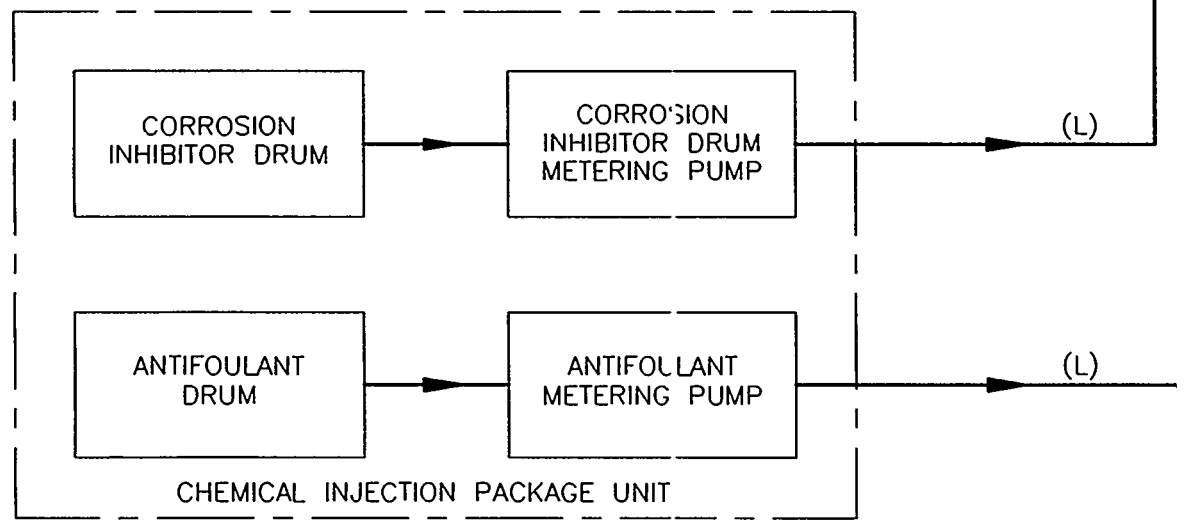 CORROSION
INHIBITOR DRUM
CORROSION
INHIBITOR DRUM
METERING PUMP
(L)
ANTIFOULANT
DRUM
ANTIFOULANT
METERING PUMP
(L)
CHEMICAL INJECTION PACKAGE UNIT